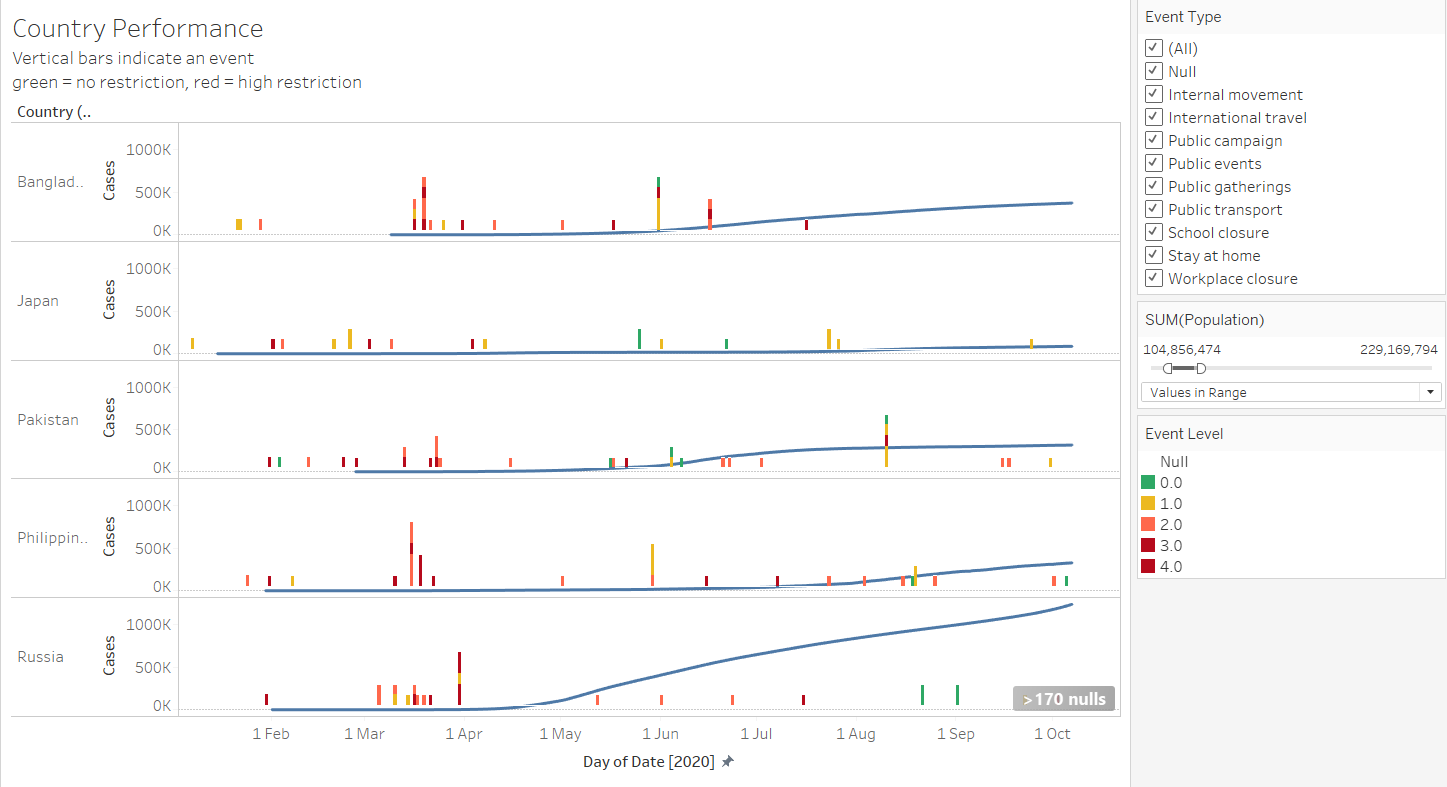 Country Performance
Vertical bars indicate an event
green = no restriction, red = high restriction
Country (..
Banglad..
Cases
1000K
500K
0K
Japan
Cases
1000K
500K
0K
Pakistan
Cases
1000K
500K
0K
Philippin..
Cases
1000K
500K
0K
Russia
Cases
1000K
500K
0K
>170 nulls
1 Feb 1 Mar 1 Apr 1 May 1 Jun 1 Jul 1 Aug 1 Sep 1 Oct
Day of Date [2020]
Event Type
(All)
Null
Internal movement
International travel
Public campaign
Public events
Public gatherings
Public transport
School closure
Stay at home
Workplace closure
SUM(Population)
104,856,474 229,169,794
Values in Range
Event Level
Null
0.0
1.0
2.0
3.0
4.0